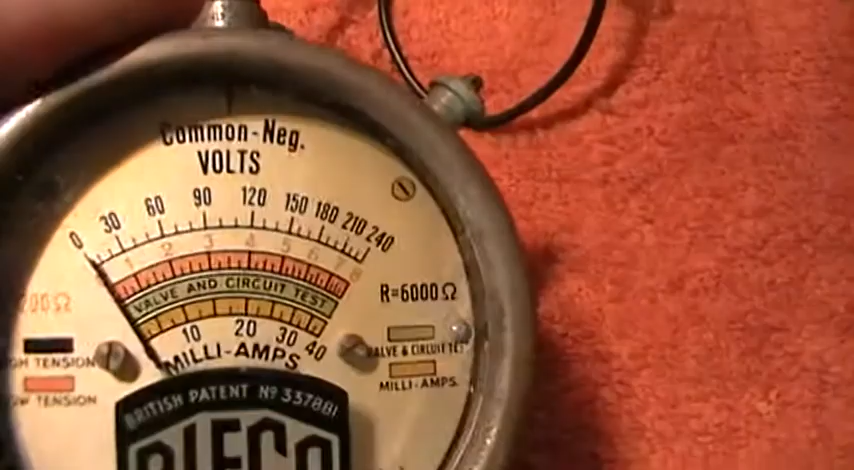 Common-Neg.
VOLTS
0 30 60 90 120 150 180 210 240
1 2 3 4 5 6 7 8
VALVE AND CIRCUIT TEST
10 20 30 40
MILLI-AMPS
R=6000Ω
TENSION
TENSION
VALVE & CIRCUIT TEST
MILLI-AMPS.
BRITISH PATENT Nº 337881